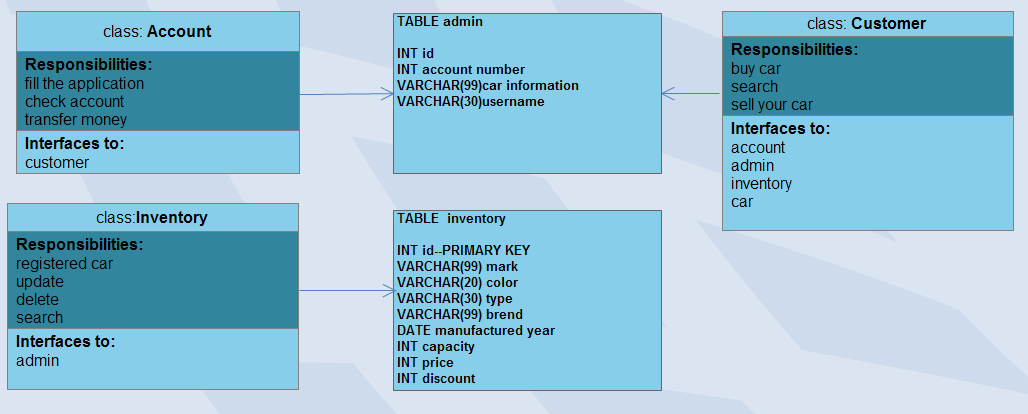 class: Account
Responsibilities:
fill the application
check account
transfer money
Interfaces to:
customer
TABLE admin
INT id
INT account number
VARCHAR(99)car information
VARCHAR(30)username
class: Customer
Responsibilities:
buy car
search
sell your car
Interfaces to:
account
admin
inventory
car
class:Inventory
Responsibilities:
registered car
update
delete
search
Interfaces to:
admin
TABLE inventory
INT id--PRIMARY KEY
VARCHAR(99) mark
VARCHAR(20) color
VARCHAR(30) type
VARCHAR(99) brend
DATE manufactured year
INT capacity
INT price
INT discount